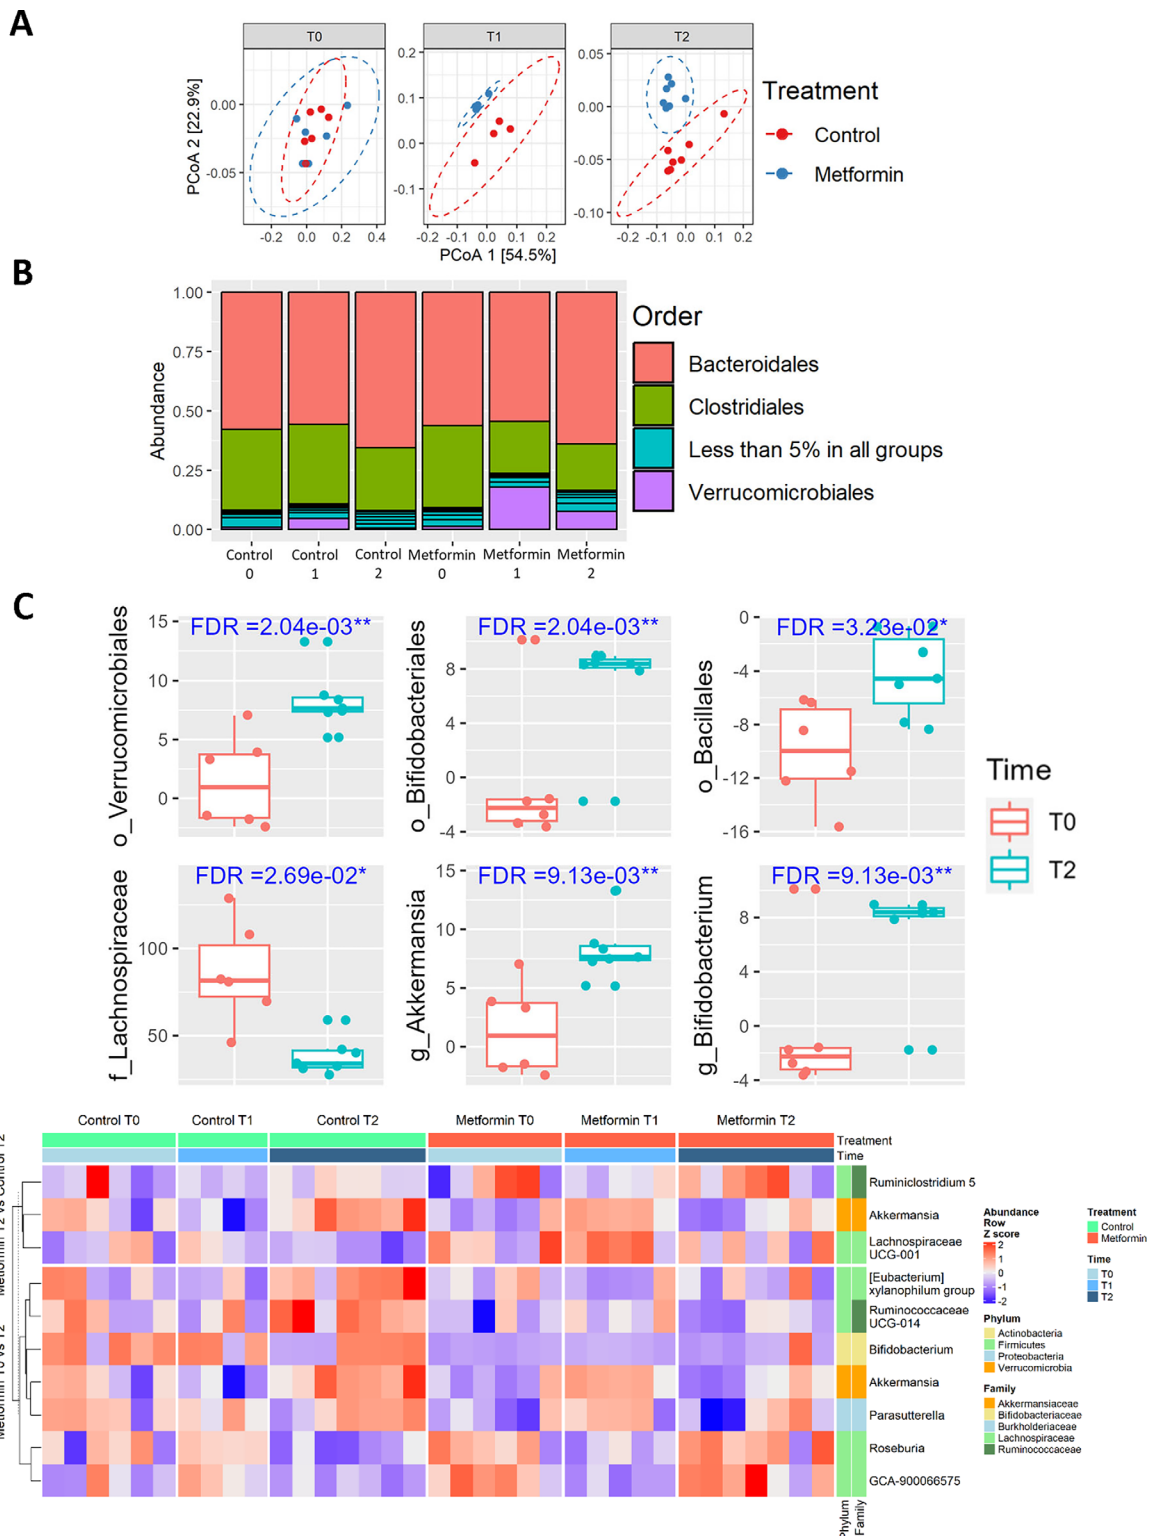 A
T0
T1
T2
PCoA 2 [22.9%]
0.00
-0.05
0.2
0.1
0.0
-0.1
0.05
0.00
-0.05
-0.10
-0.2 0.0 0.2 0.4
-0.2 -0.1 0.0 0.1 0.2
-0.2 -0.1 0.0 0.1 0.2
PCoA 1 [54.5%]
Treatment
Control
Metformin
B
Abundance
1.00
0.75
0.50
0.25
0.00
Control 0
Control 1
Control 2
Metformin 0
Metformin 1
Metformin 2
Order
Bacteroidales
Clostridiales
Less than 5% in all groups
Verrucomicrobiales
C
o_Verrucomicrobiales
15
10
5
0
FDR =2.04e-03**
o_Bifidobacteriales
8
4
0
-4
FDR =2.04e-03**
o_Bacillales
0
-4
-8
-12
-16
FDR =3.23e-02*
f_Lachnospiraceae
100
50
FDR =2.69e-02*
g_Akkermansia
15
10
5
0
FDR =9.13e-03**
g_Bifidobacterium
8
4
0
-4
FDR =9.13e-03**
Time
T0
T2
Control T0
Control T1
Control T2
Metformin T0
Metformin T1
Metformin T2
Treatment
Time
Metformin T2 vs Control T2
Metformin T0 vs T2
Ruminiclostridium 5
Akkermansia
Lachnospiraceae
UCG-001
[Eubacterium]
xylanophilum group
Ruminococcaceae
UCG-014
Bifidobacterium
Akkermansia
Parasutterella
Roseburia
GCA-900066575
Phylum
Family
Abundance
Row
Z score
2
1
0
-1
-2
Treatment
Control
Metformin
Time
T0
T1
T2
Phylum
Actinobacteria
Firmicutes
Proteobacteria
Verrucomicrobia
Family
Akkermansiaceae
Bifidobacteriaceae
Burkholderiaceae
Lachnospiraceae
Ruminococcaceae